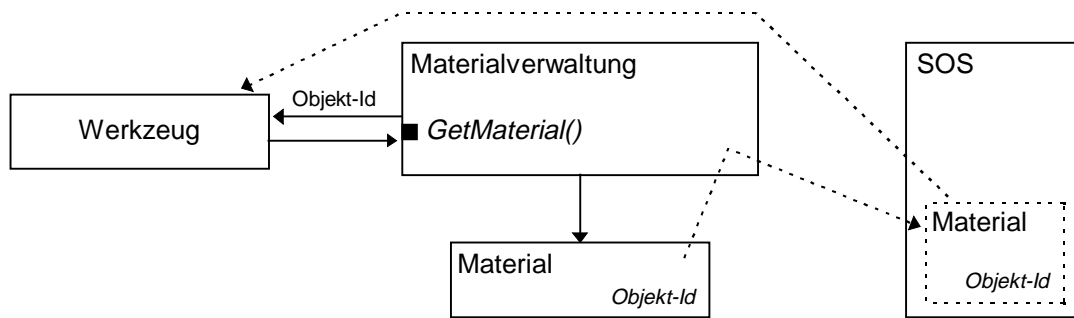 Materialverwaltung
SOS
Objekt-Id
Werkzeug
GetMaterial()
Material
Objekt-Id
Material
Objekt-Id